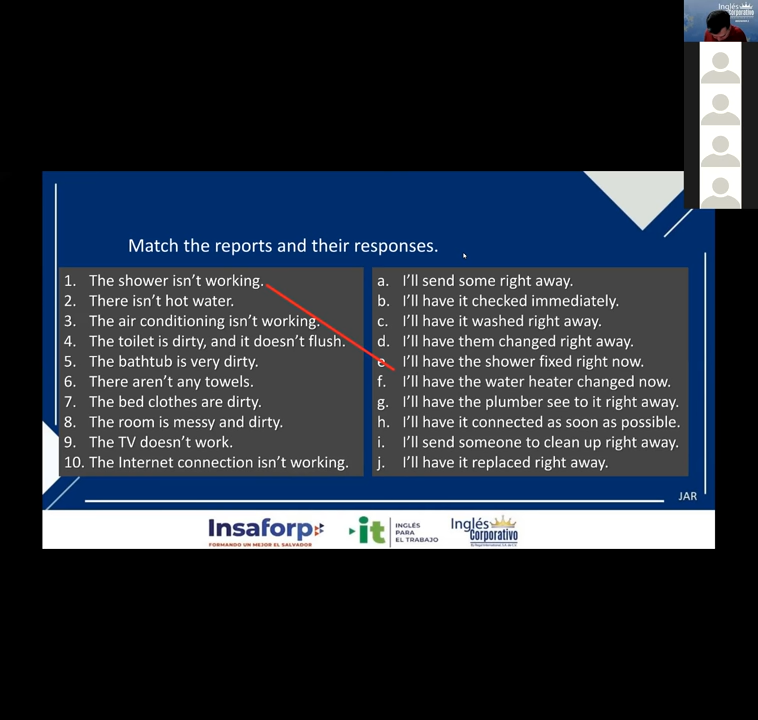 Inglés
Corporativo
Match the reports and their responses.
1. The shower isn't working.
2. There isn't hot water.
3. The air conditioning isn't working.
4. The toilet is dirty, and it doesn't flush.
5. The bathtub is very dirty.
6. There aren't any towels.
7. The bed clothes are dirty.
8. The room is messy and dirty.
9. The TV doesn't work.
10. The Internet connection isn't working.
a. I'll send some right away.
b. I'll have it checked immediately.
c. I'll have it washed right away.
d. I'll have them changed right away.
e. I'll have the shower fixed right now.
f. I'll have the water heater changed now.
g. I'll have the plumber see to it right away.
h. I'll have it connected as soon as possible.
i. I'll send someone to clean up right away.
j. I'll have it replaced right away.
JAR
Insaforp
FORMANDO UN MEJOR EL SALVADOR
it
INGLÉS
PARA
EL TRABAJO
Inglés
Corporativo